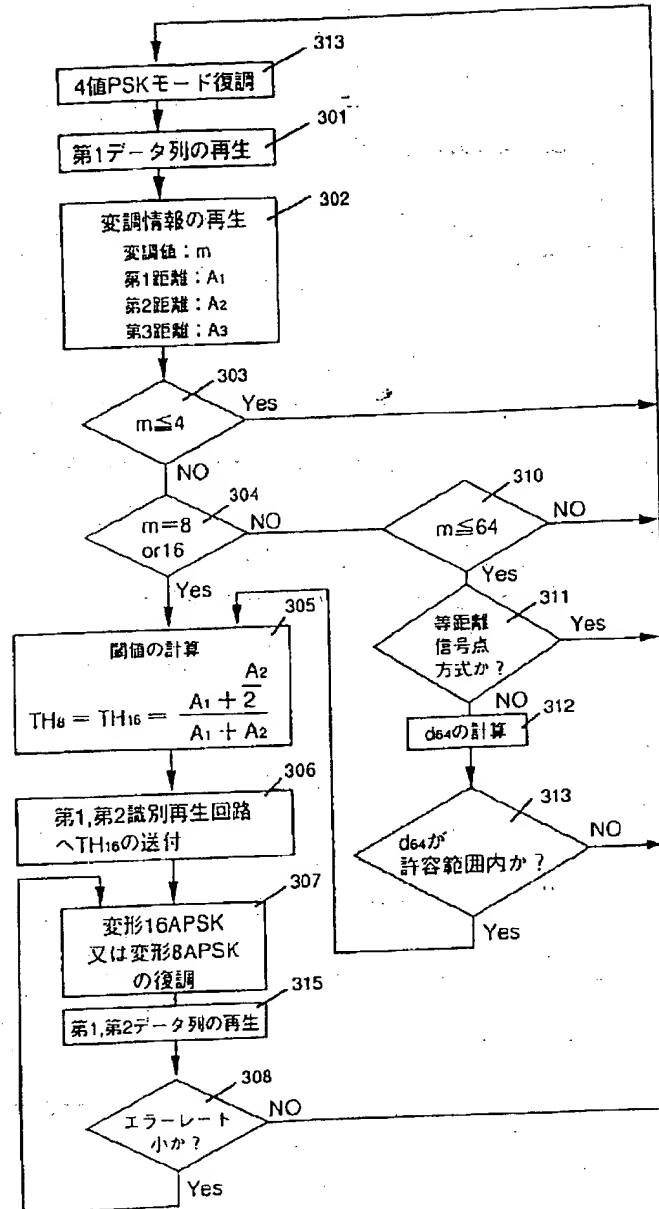 313
4値PSKモード復調
301
第1データ列の再生
302
変調情報の再生
変調値:m
第1距離:A1
第2距離:A2
第3距離:A3
303
Yes
m≦4
NO
304
m=8
or16
NO
310
m≦64
NO
Yes
Yes
311
等距離
信号点
方式か?
Yes
NO
305
閾値の計算
TH8 = TH16 = (A1 + A2/2) / (A1 + A2)
312
d64の計算
306
第1,第2識別再生回路
へTH16の送付
313
d64が
許容範囲内か?
NO
Yes
307
変形16APSK
又は変形8APSK
の復調
315
第1,第2データ列の再生
308
エラーレート
小か?
NO
Yes